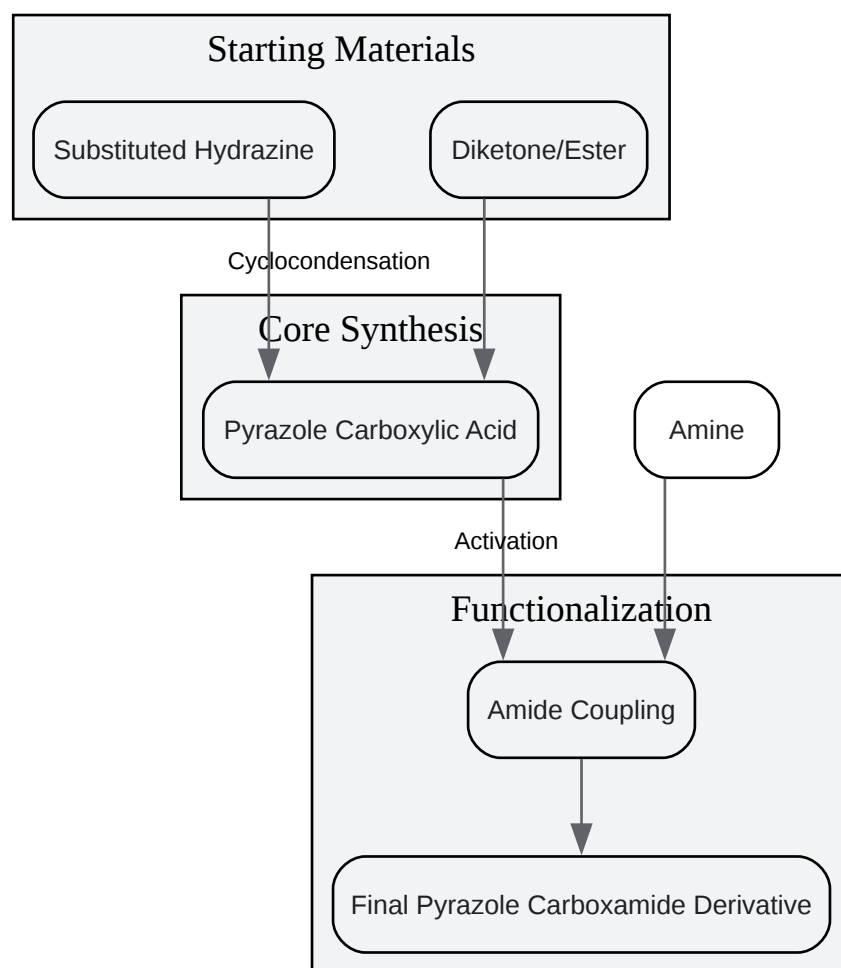 Starting Materials
Substituted Hydrazine
Diketone/Ester
Cyclocondensation
Core Synthesis
Pyrazole Carboxylic Acid
Amine
Activation
Functionalization
Amide Coupling
Final Pyrazole Carboxamide Derivative